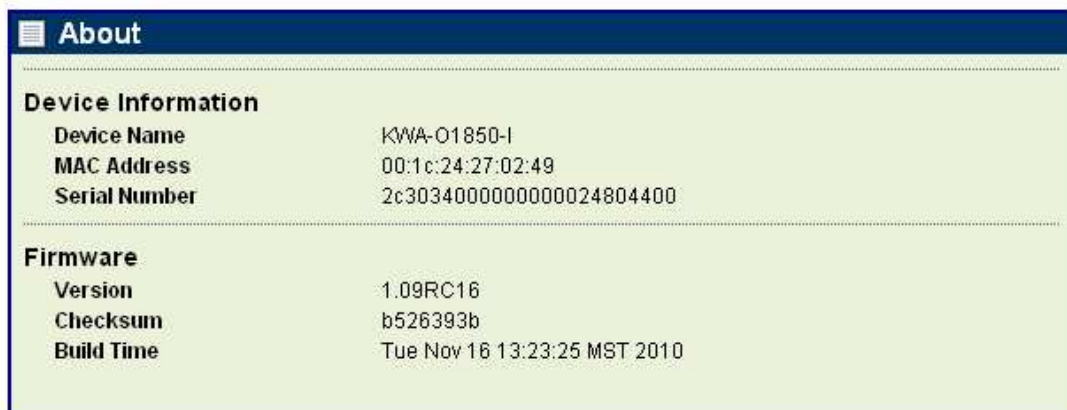 About
Device Information
Device Name KWA-O1850-I
MAC Address 00:1c:24:27:02:49
Serial Number 2c3034000000000024804400
Firmware
Version 1.09RC16
Checksum b526393b
Build Time Tue Nov 16 13:23:25 MST 2010